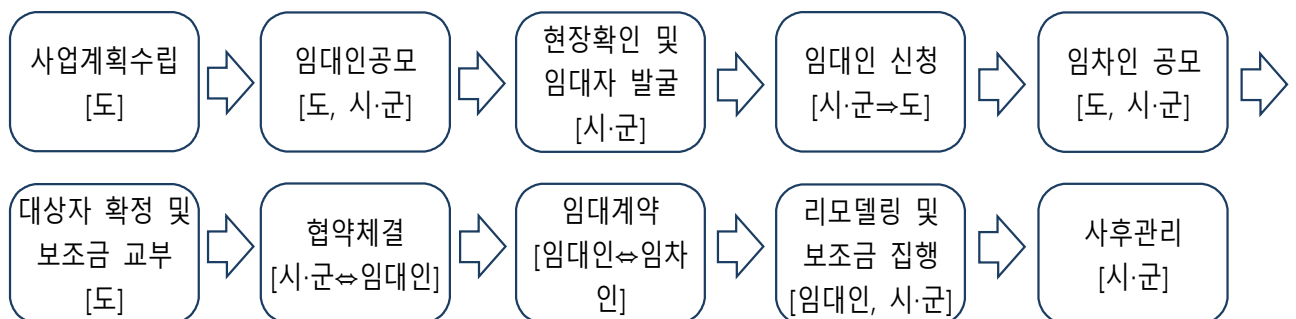 사업계획수립
[도]
임대인공모
[도, 시·군]
현장확인 및
임대자 발굴
[시·군]
임대인 신청
[시·군⇒도]
임차인 공모
[도, 시·군]
대상자 확정 및
보조금 교부
[도]
협약체결
[시·군⇔임대인]
임대계약
[임대인⇔임차
인]
리모델링 및
보조금 집행
[임대인, 시·군]
사후관리
[시·군]